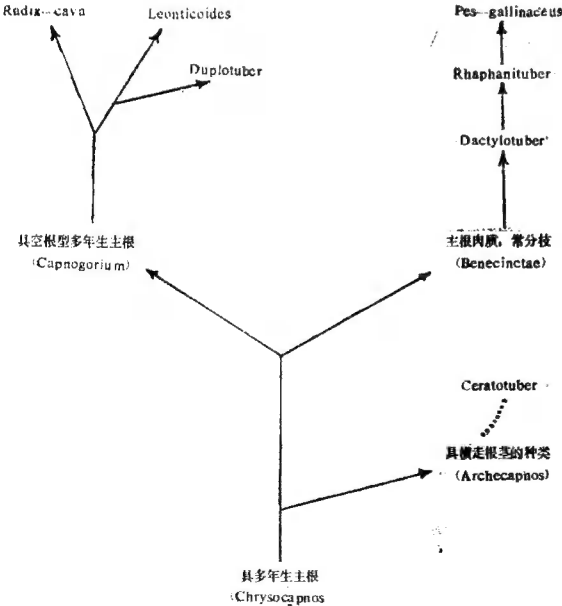 Radix—cava
Leonticoides
Duplotuber
Pes—gallinaceus
Rhaphanituber
Dactylotuber
具空根型多年生主根
(Capnogorium)
主根肉质，常分枝
(Benecinctae)
Ceratotuber
具横走根茎的种类
(Archecapnos)
具多年生主根
(Chrysocapnos